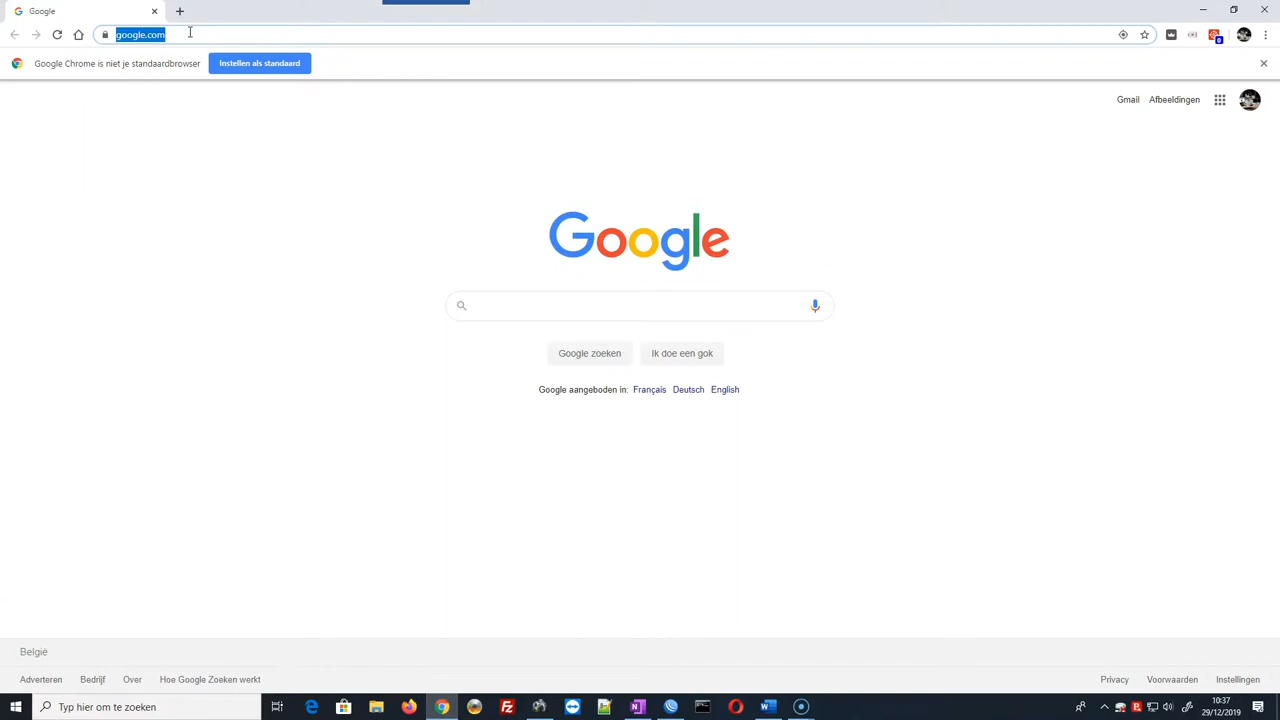 Google
google.com
Google Chrome is niet je standaardbrowser
Instellen als standaard
Gmail
Afbeeldingen
Google
Google zoeken
Ik doe een gok
Google aangeboden in: Français Deutsch English
België
Adverteren Bedrijf Over Hoe Google Zoeken werkt
Privacy Voorwaarden Instellingen
Typ hier om te zoeken
10:37
29/12/2019